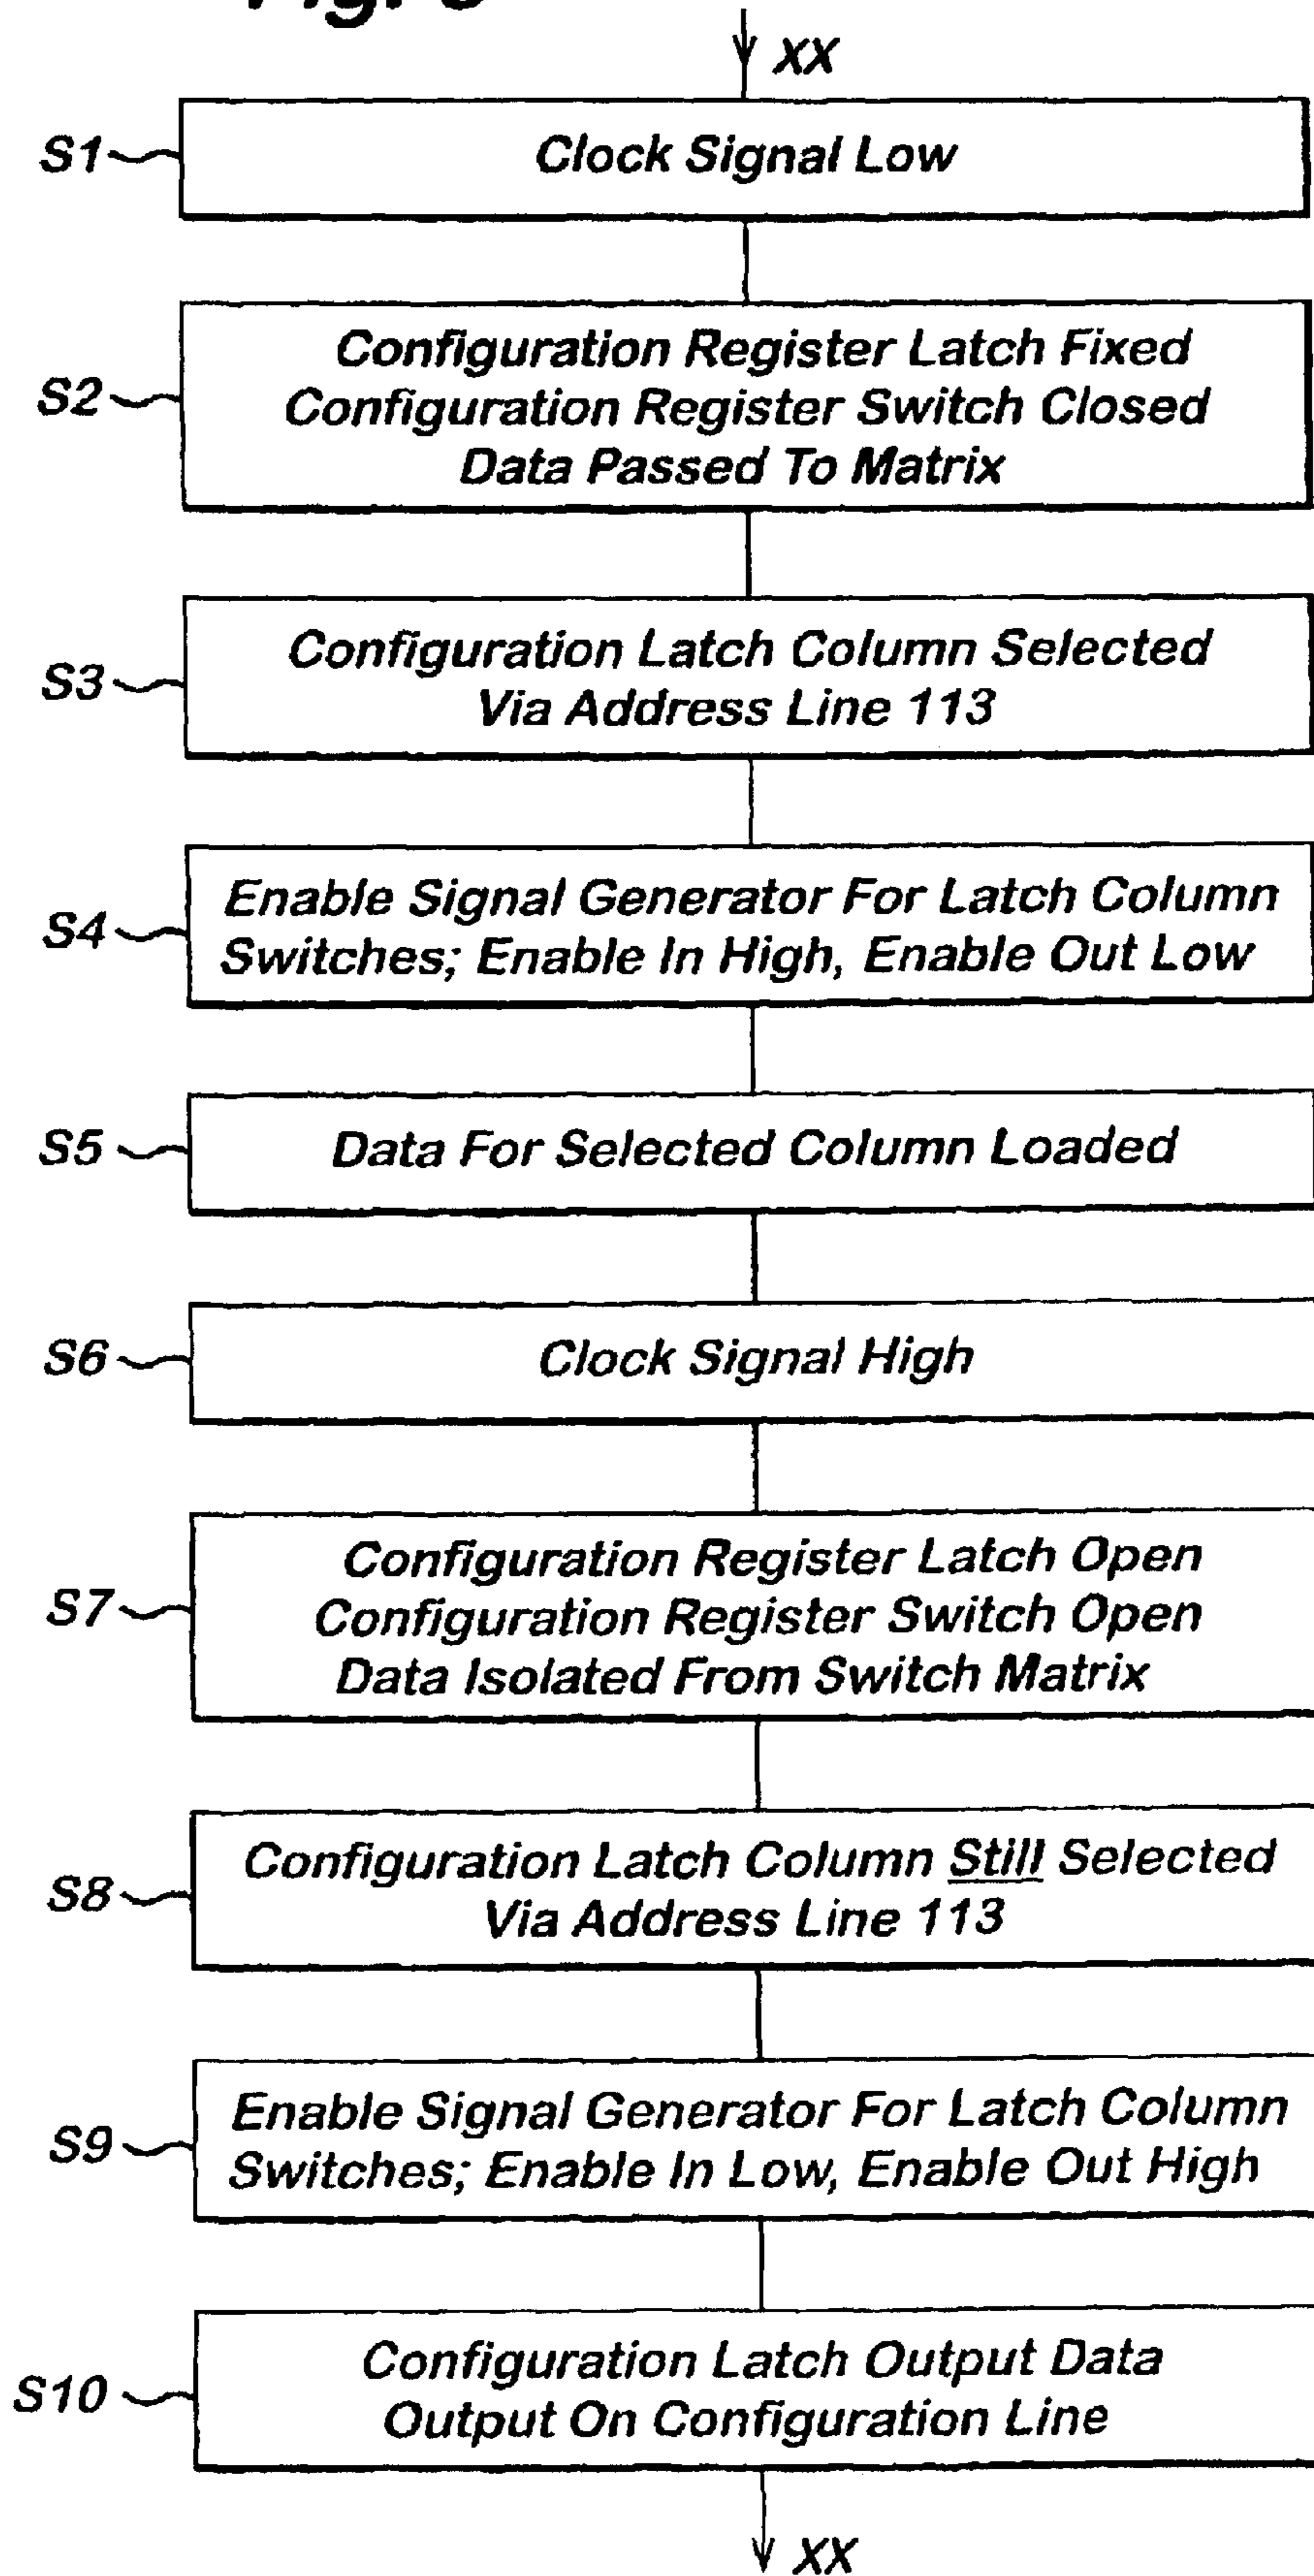 XX
S1
Clock Signal Low
S2
Configuration Register Latch Fixed
Configuration Register Switch Closed
Data Passed To Matrix
S3
Configuration Latch Column Selected
Via Address Line 113
S4
Enable Signal Generator For Latch Column
Switches; Enable In High, Enable Out Low
S5
Data For Selected Column Loaded
S6
Clock Signal High
S7
Configuration Register Latch Open
Configuration Register Switch Open
Data Isolated From Switch Matrix
S8
Configuration Latch Column Still Selected
Via Address Line 113
S9
Enable Signal Generator For Latch Column
Switches; Enable In Low, Enable Out High
S10
Configuration Latch Output Data
Output On Configuration Line
XX